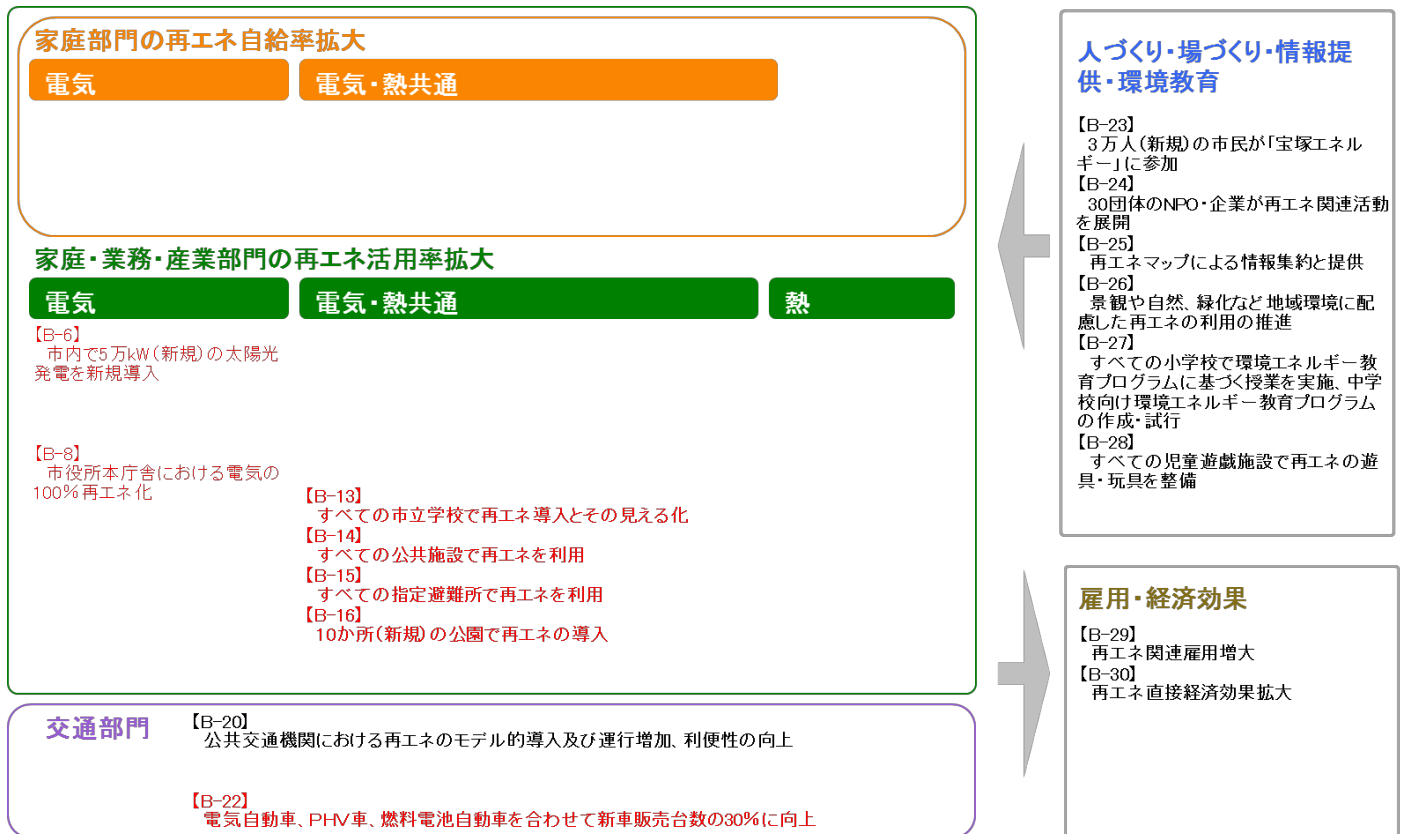 家庭部門の再エネ自給率拡大
電気
電気・熱共通
家庭・業務・産業部門の再エネ活用率拡大
電気
電気・熱共通
熱
【B-6】
市内で5万kW(新規)の太陽光
発電を新規導入
【B-8】
市役所本庁舎における電気の
100%再エネ化
【B-13】
すべての市立学校で再エネ導入とその見える化
【B-14】
すべての公共施設で再エネを利用
【B-15】
すべての指定避難所で再エネを利用
【B-16】
10か所(新規)の公園で再エネの導入
交通部門
【B-20】
公共交通機関における再エネのモデル的導入及び運行増加、利便性の向上
【B-22】
電気自動車、PHV車、燃料電池自動車を合わせて新車販売台数の30%に向上
人づくり・場づくり・情報提
供・環境教育
【B-23】
3万人(新規)の市民が「宝塚エネル
ギー」に参加
【B-24】
30団体のNPO・企業が再エネ関連活動
を展開
【B-25】
再エネマップによる情報集約と提供
【B-26】
景観や自然、緑化など地域環境に配
慮した再エネの利用の推進
【B-27】
すべての小学校で環境エネルギー教
育プログラムに基づく授業を実施、中学
校向け環境エネルギー教育プログラム
の作成・試行
【B-28】
すべての児童遊戯施設で再エネの遊
具・玩具を整備
雇用・経済効果
【B-29】
再エネ関連雇用増大
【B-30】
再エネ直接経済効果拡大